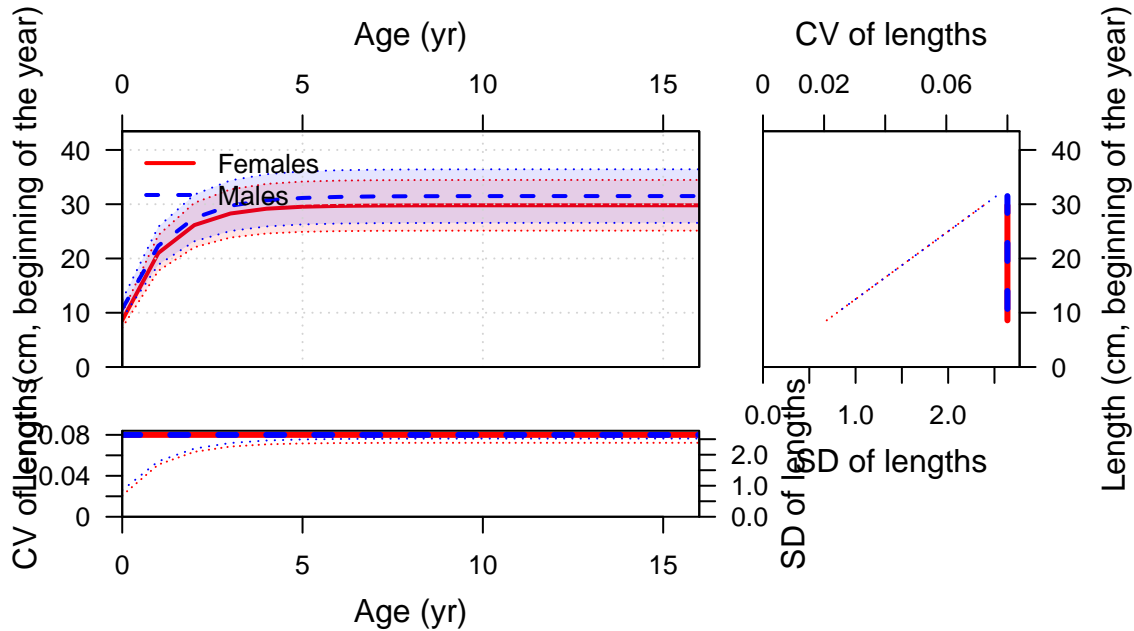 Age (yr)
CV of lengths
0 5 10 15
0 0.02 0.06
Length (cm, beginning of the year)
0 10 20 30 40
Females
Males
0 10 20 30 40
Length (cm, beginning of the year)
0.0 1.0 2.0
SD of lengths
CV of lengths
0 0.04 0.08
0.0 1.0 2.0
SD of lengths
0 5 10 15
Age (yr)